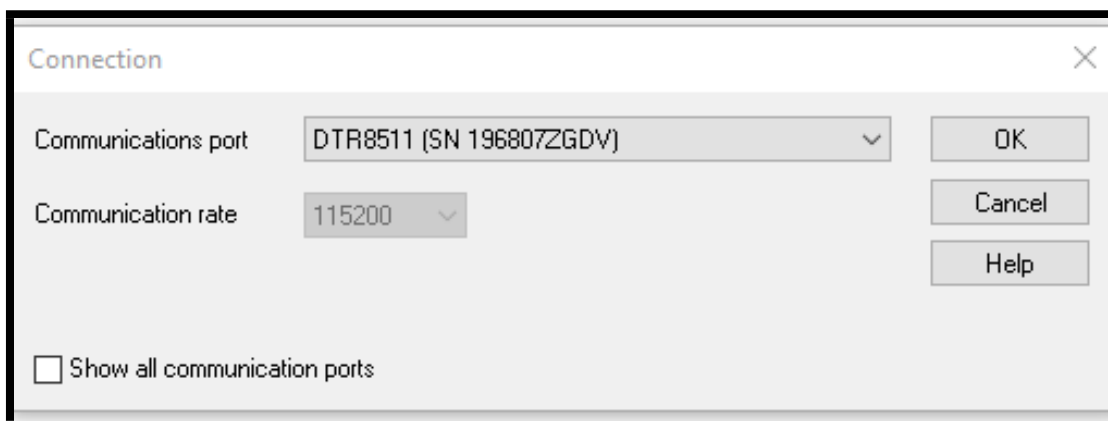 Connection
Communications port DTR8511 (SN 196807ZGDV) OK
Communication rate 115200 Cancel
Help
Show all communication ports